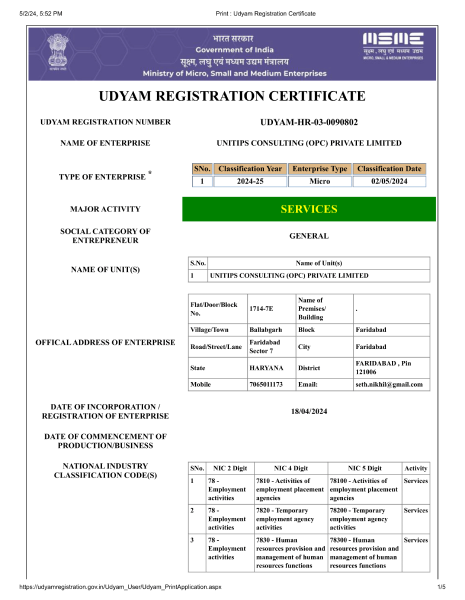 5/2/24, 5:52 PM Print : Udyam Registration Certificate
भारत सरकार
Government of India
सूक्ष्म, लघु एवं मध्यम उद्यम मंत्रालय
Ministry of Micro, Small and Medium Enterprises
MSME
सूक्ष्म, लघु एवं मध्यम उद्यम
MICRO, SMALL & MEDIUM ENTERPRISES
UDYAM REGISTRATION CERTIFICATE
UDYAM REGISTRATION NUMBER UDYAM-HR-03-0090802
NAME OF ENTERPRISE UNITIPS CONSULTING (OPC) PRIVATE LIMITED
TYPE OF ENTERPRISE *
SNo. Classification Year Enterprise Type Classification Date
1 2024-25 Micro 02/05/2024
MAJOR ACTIVITY SERVICES
SOCIAL CATEGORY OF
ENTREPRENEUR
GENERAL
NAME OF UNIT(S)
S.No. Name of Unit(s)
1 UNITIPS CONSULTING (OPC) PRIVATE LIMITED
OFFICAL ADDRESS OF ENTERPRISE
Flat/Door/Block
No.
1714-7E
Name of
Premises/
Building
.
Village/Town Ballabgarh Block Faridabad
Road/Street/Lane
Faridabad
Sector 7
City Faridabad
State HARYANA District
FARIDABAD , Pin
121006
Mobile 7065011173 Email: seth.nikhil@gmail.com
DATE OF INCORPORATION /
REGISTRATION OF ENTERPRISE
18/04/2024
DATE OF COMMENCEMENT OF
PRODUCTION/BUSINESS
NATIONAL INDUSTRY
CLASSIFICATION CODE(S)
SNo. NIC 2 Digit NIC 4 Digit NIC 5 Digit Activity
1 78 - 7810 - Activities of 78100 - Activities of Services
Employment employment placement employment placement
activities agencies agencies
2 78 - 7820 - Temporary 78200 - Temporary Services
Employment employment agency employment agency
activities activities activities
3 78 - 7830 - Human 78300 - Human Services
Employment resources provision and resources provision and
activities management of human management of human
resources functions resources functions
https://udyamregistration.gov.in/Udyam_User/Udyam_PrintApplication.aspx 1/5